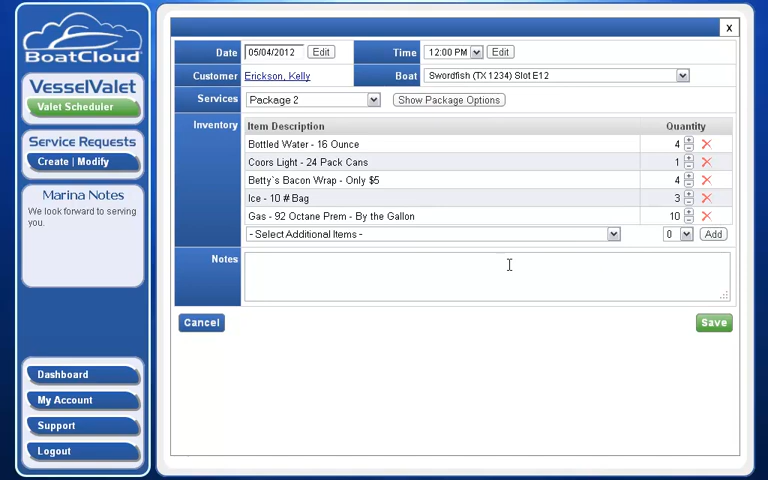 BoatCloud
VesselValet
Valet Scheduler
Service Requests
Create | Modify
Marina Notes
We look forward to serving
you.
Dashboard
My Account
Support
Logout
X
Date 05/04/2012 Edit Time 12:00 PM Edit
Customer Erickson, Kelly Boat Swordfish (TX 1234) Slot E12
Services Package 2 Show Package Options
Inventory Item Description Quantity
Bottled Water - 16 Ounce 4
Coors Light - 24 Pack Cans 1
Betty`s Bacon Wrap - Only $5 4
Ice - 10 # Bag 3
Gas - 92 Octane Prem - By the Gallon 10
- Select Additional Items - 0 Add
Notes
Cancel Save